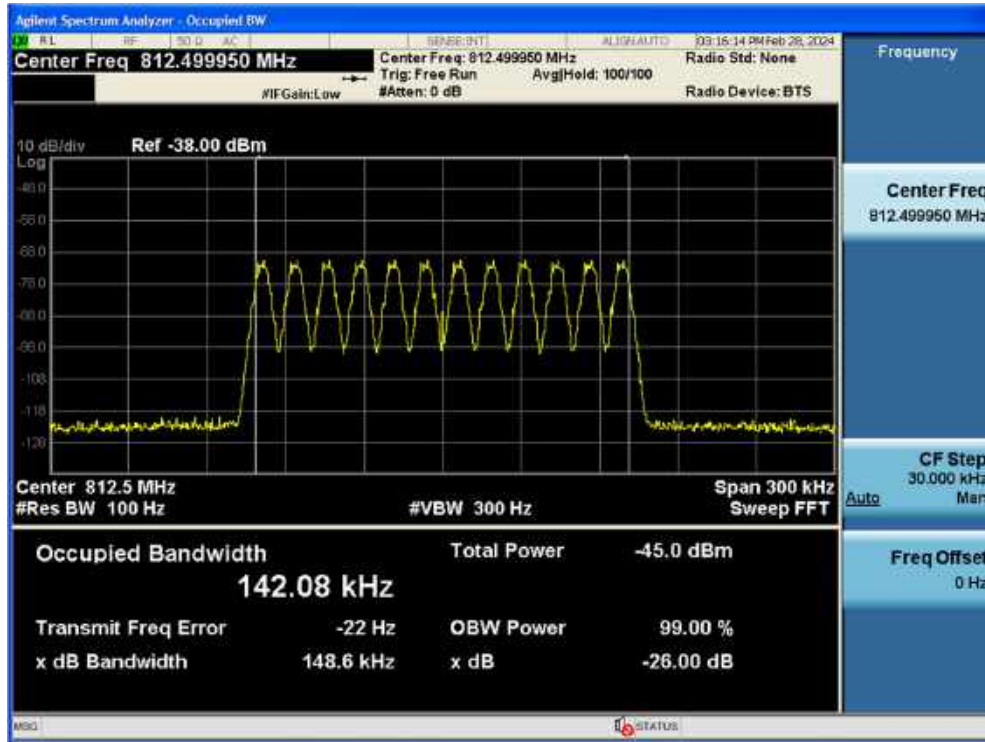 Agilent Spectrum Analyzer - Occupied BW
RL RF 50 Ω AC SENSE:INT ALIGN AUTO 03:16:14 PM Feb 28, 2024
Center Freq 812.499950 MHz
Center Freq: 812.499950 MHz
Radio Std: None
Trig: Free Run Avg|Hold: 100/100
#IFGain:Low
#Atten: 0 dB
Radio Device: BTS
10 dB/div Ref -38.00 dBm
Log
-48.0
-58.0
-68.0
-78.0
-88.0
-98.0
-108
-118
-128
Center 812.5 MHz
Span 300 kHz
#Res BW 100 Hz
#VBW 300 Hz
Sweep FFT
Occupied Bandwidth
142.08 kHz
Total Power -45.0 dBm
Transmit Freq Error -22 Hz
OBW Power 99.00 %
x dB Bandwidth 148.6 kHz
x dB -26.00 dB
MSG
STATUS
Frequency
Center Freq
812.499950 MHz
CF Step
30.000 kHz
Auto Man
Freq Offset
0 Hz